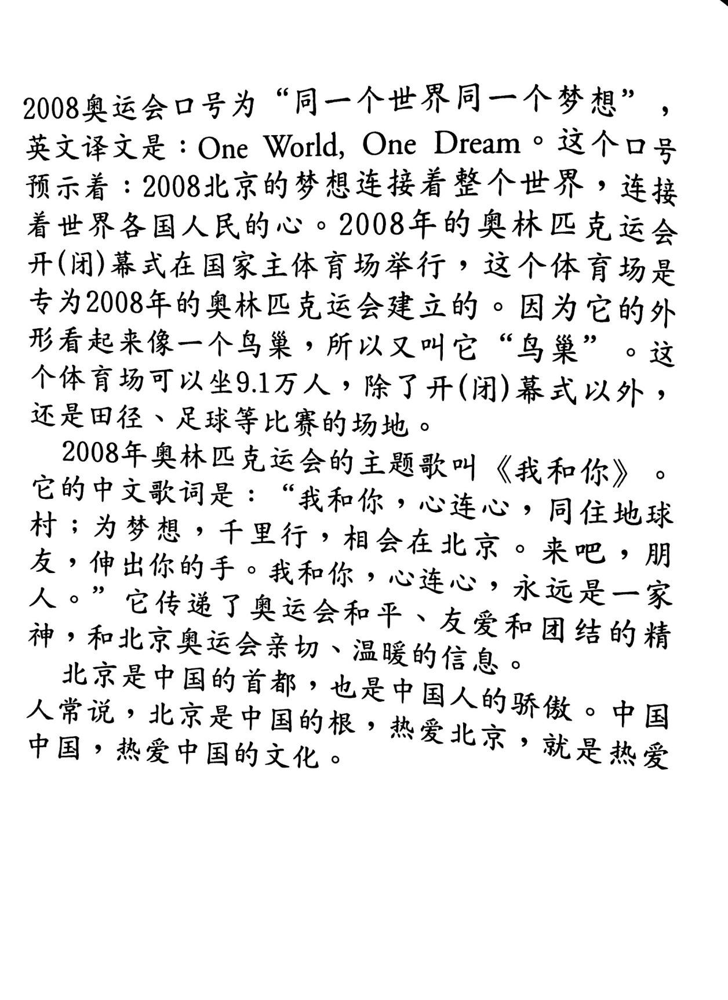 2008奥运会口号为“同一个世界同一个梦想”，
英文译文是：One World, One Dream。这个口号
预示着：2008北京的梦想连接着整个世界，连接
着世界各国人民的心。2008年的奥林匹克运会
开(闭)幕式在国家主体育场举行，这个体育场是
专为2008年的奥林匹克运会建立的。因为它的外
形看起来像一个鸟巢，所以又叫它“鸟巢”。这
个体育场可以坐9.1万人，除了开(闭)幕式以外，
还是田径、足球等比赛的场地。
2008年奥林匹克运会的主题歌叫《我和你》。
它的中文歌词是：“我和你，心连心，同住地球
村；为梦想，千里行，相会在北京。来吧，朋
友，伸出你的手。我和你，心连心，永远是一家
人。”它传递了奥运会和平、友爱和团结的精
神，和北京奥运会亲切、温暖的信息。
北京是中国的首都，也是中国人的骄傲。中国
人常说，北京是中国的根，热爱北京，就是热爱
中国，热爱中国的文化。